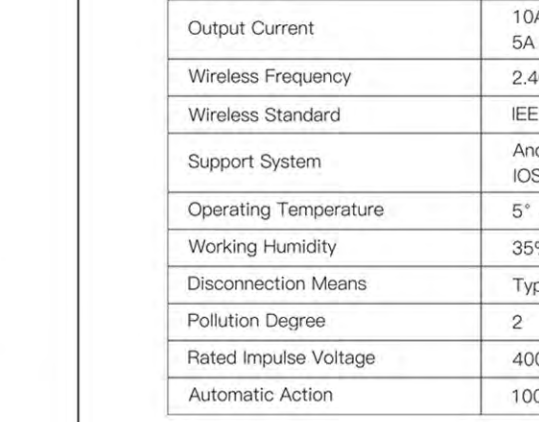 Output Current
10A
5A
Wireless Frequency
2.4
Wireless Standard
IEE
Support System
And
IOS
Operating Temperature
5°
Working Humidity
35%
Disconnection Means
Typ
Pollution Degree
2
Rated Impulse Voltage
400
Automatic Action
100